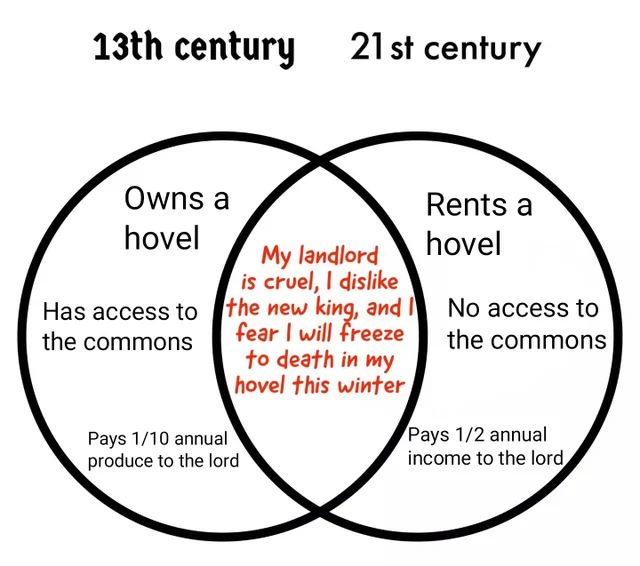 13th century
21st century
Owns a
hovel
Has access to
the commons
Pays 1/10 annual
produce to the lord
My landlord
is cruel, I dislike
the new king, and I
fear I will freeze
to death in my
hovel this winter
Rents a
hovel
No access to
the commons
Pays 1/2 annual
income to the lord